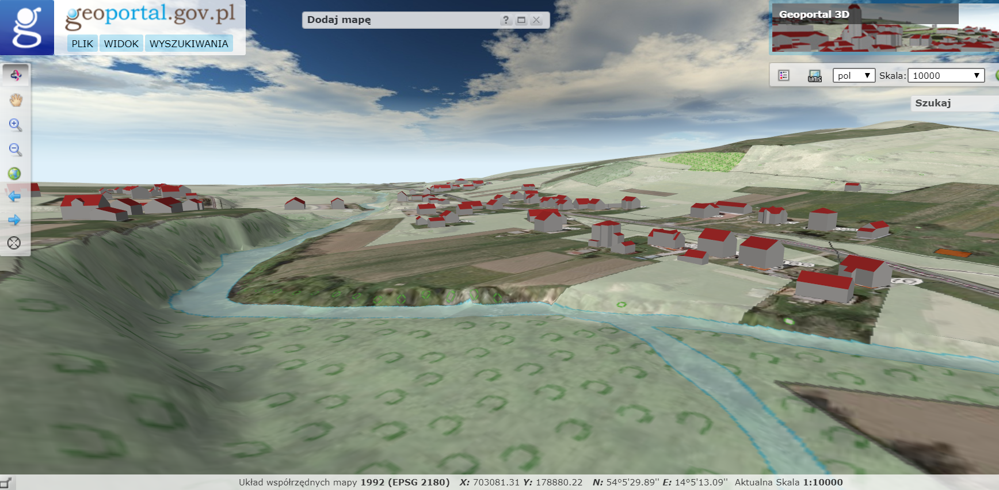 geoportal.gov.pl
PLIK WIDOK WYSZUKIWANIA
Dodaj mapę ?
Geoportal 3D
wms pol Skala: 10000
Szukaj
Układ współrzędnych mapy 1992 (EPSG 2180) X: 703081.31 Y: 178880.22 N: 54°5'29.89'' E: 14°5'13.09'' Aktualna Skala 1:10000